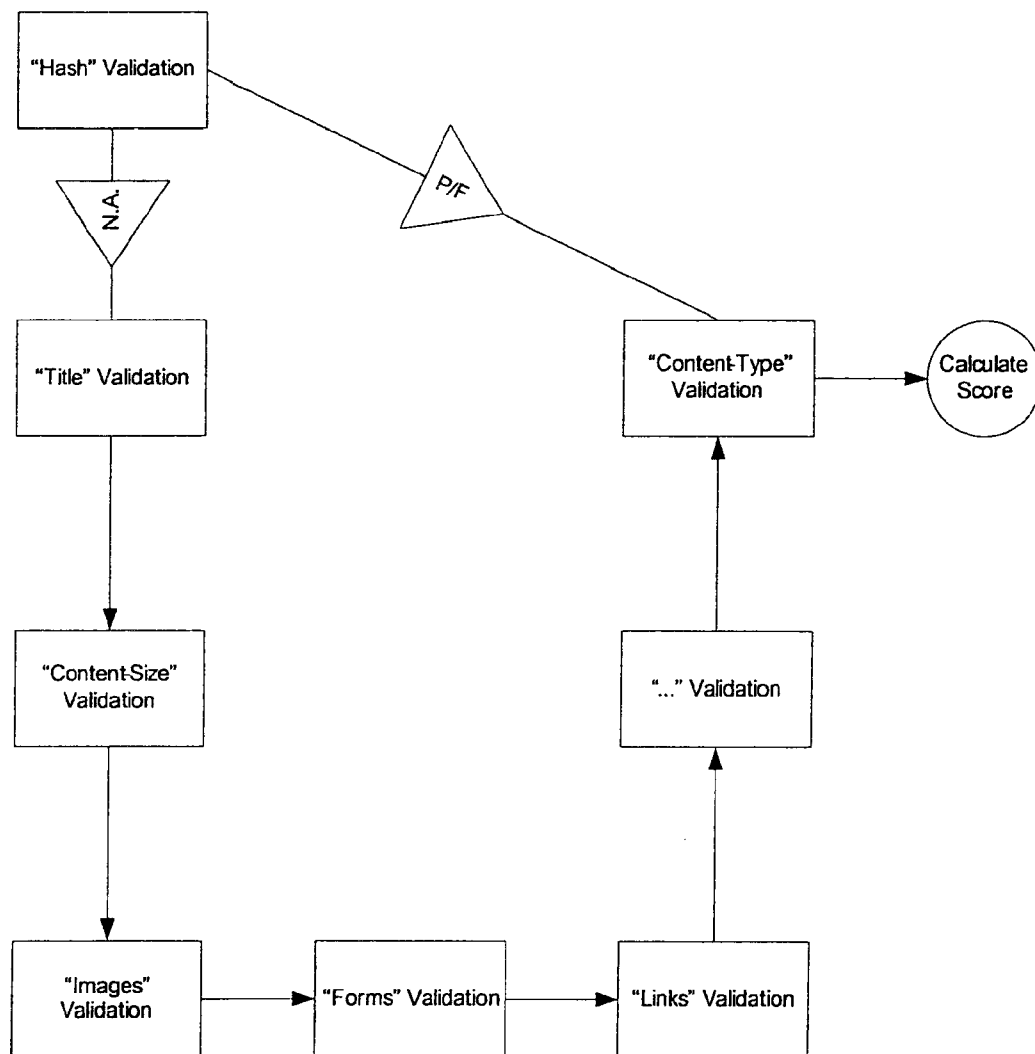 “Hash” Validation
N.A.
P/F
“Title” Validation
“Content-Type”
Validation
Calculate
Score
“Content-Size”
Validation
“...” Validation
“Images”
Validation
“Forms” Validation
“Links” Validation